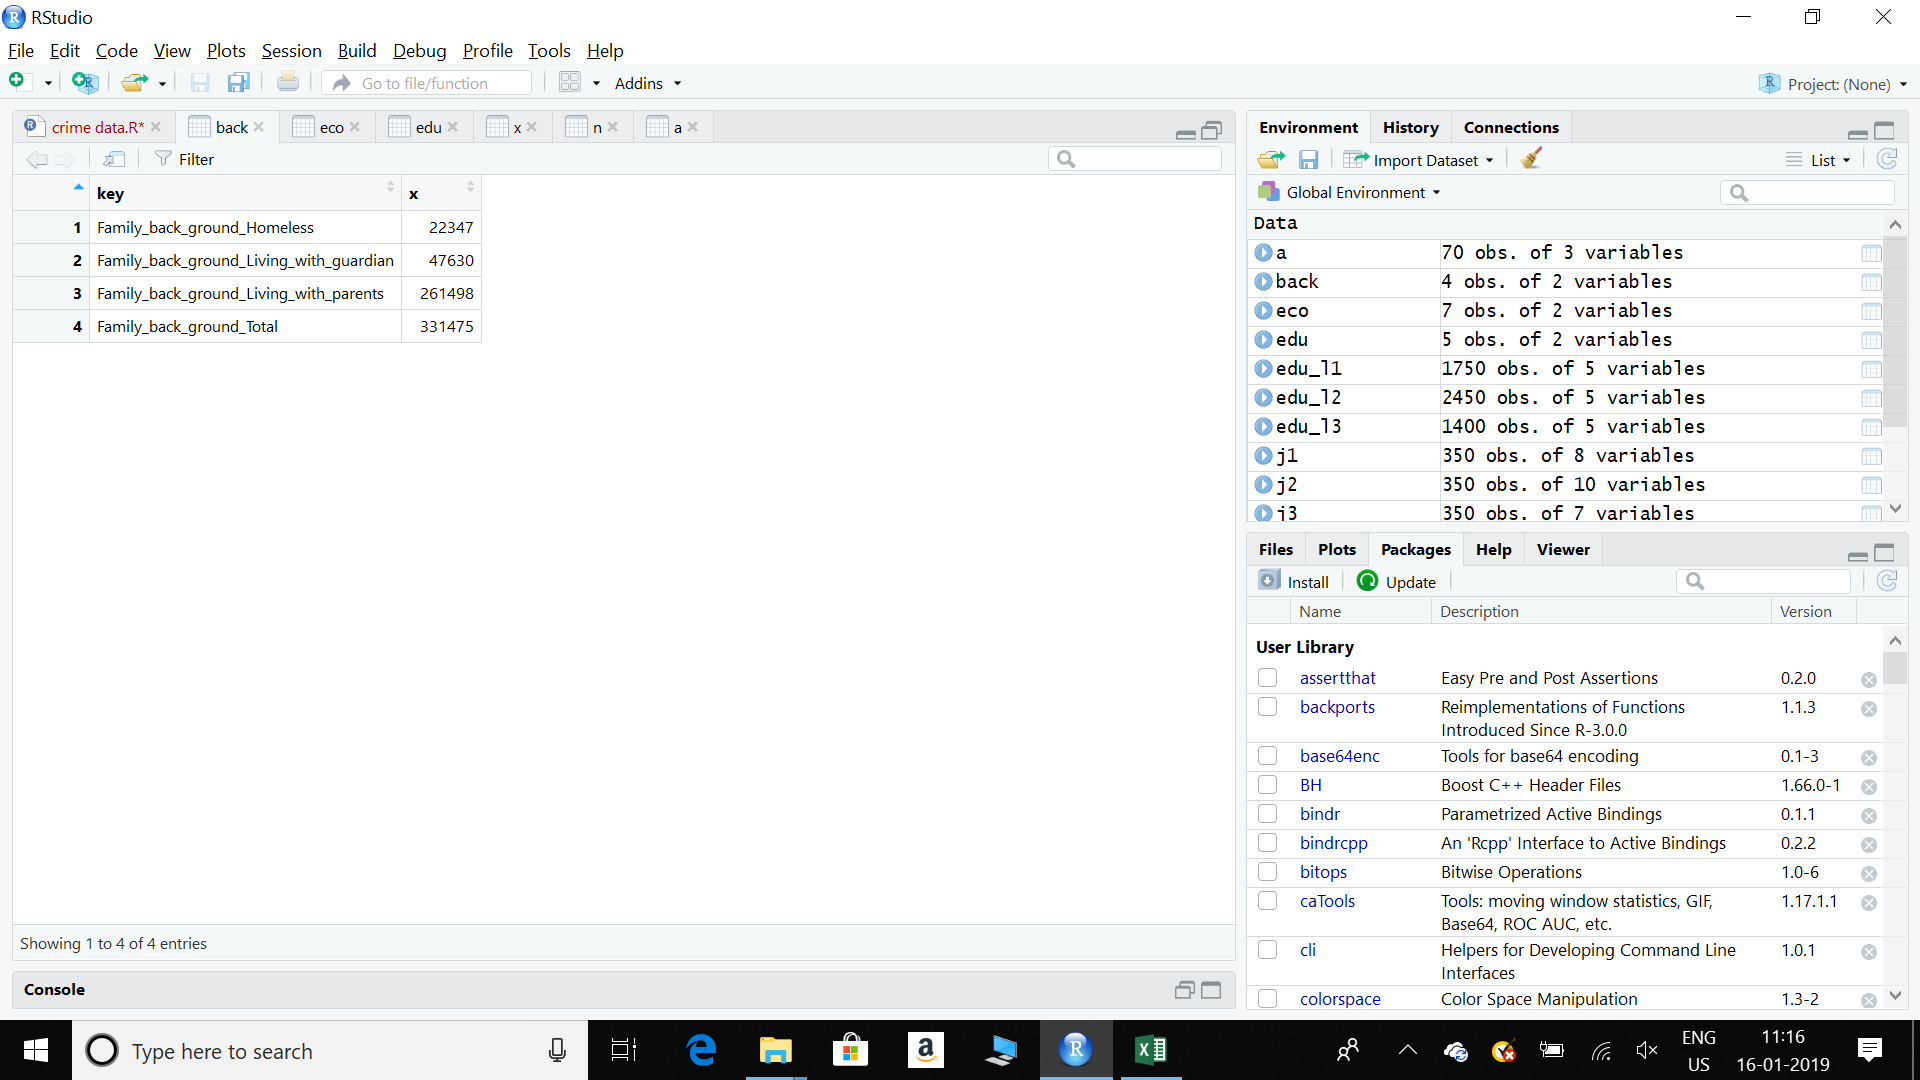 RStudio
File Edit Code View Plots Session Build Debug Profile Tools Help
Go to file/function Addins Project: (None)
crime data.R* back eco edu x n a
Filter
key x
1 Family_back_ground_Homeless 22347
2 Family_back_ground_Living_with_guardian 47630
3 Family_back_ground_Living_with_parents 261498
4 Family_back_ground_Total 331475
Showing 1 to 4 of 4 entries
Console
Environment History Connections
Import Dataset List
Global Environment
Data
a 70 obs. of 3 variables
back 4 obs. of 2 variables
eco 7 obs. of 2 variables
edu 5 obs. of 2 variables
edu_l1 1750 obs. of 5 variables
edu_l2 2450 obs. of 5 variables
edu_l3 1400 obs. of 5 variables
j1 350 obs. of 8 variables
j2 350 obs. of 10 variables
j3 350 obs. of 7 variables
Files Plots Packages Help Viewer
Install Update
Name Description Version
User Library
assertthat Easy Pre and Post Assertions 0.2.0
backports Reimplementations of Functions 1.1.3
Introduced Since R-3.0.0
base64enc Tools for base64 encoding 0.1-3
BH Boost C++ Header Files 1.66.0-1
bindr Parametrized Active Bindings 0.1.1
bindrcpp An 'Rcpp' Interface to Active Bindings 0.2.2
bitops Bitwise Operations 1.0-6
caTools Tools: moving window statistics, GIF, 1.17.1.1
Base64, ROC AUC, etc.
cli Helpers for Developing Command Line 1.0.1
Interfaces
colorspace Color Space Manipulation 1.3-2
Type here to search
ENG 11:16
US 16-01-2019